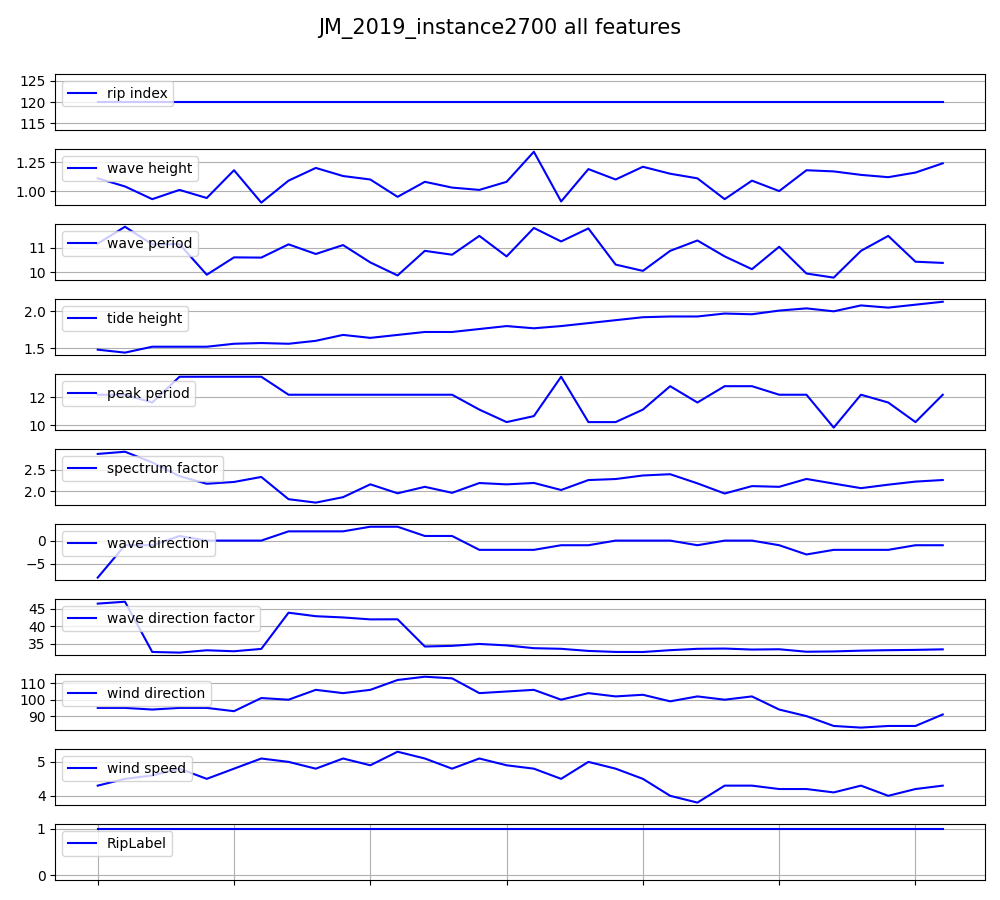 JM_2019_instance2700 all features
125
120
115
rip index
1.25
1.00
wave height
11
10
wave period
2.0
1.5
tide height
12
10
peak period
2.5
2.0
spectrum factor
0
−5
wave direction
45
40
35
wave direction factor
110
100
90
wind direction
5
4
wind speed
1
0
RipLabel